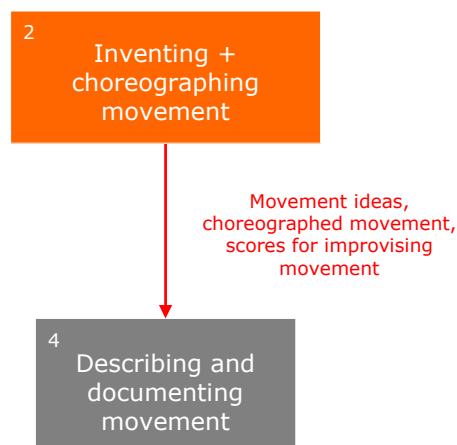 2
Inventing +
choreographing
movement
Movement ideas,
choreographed movement,
scores for improvising
movement
4
Describing and
documenting
movement